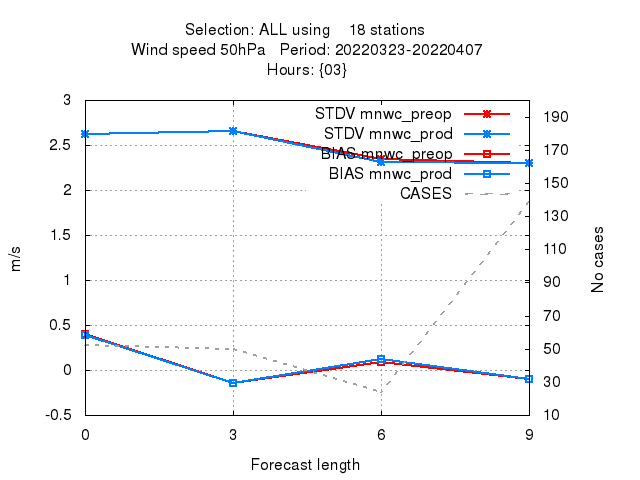 Selection: ALL using 18 stations
Wind speed 50hPa Period: 20220323-20220407
Hours: {03}
STDV mnwc_preop
STDV mnwc_prod
BIAS mnwc_preop
BIAS mnwc_prod
CASES
3
2.5
2
1.5
1
0.5
0
-0.5
190
170
150
130
110
90
70
50
30
10
m/s
No cases
0 3 6 9
Forecast length